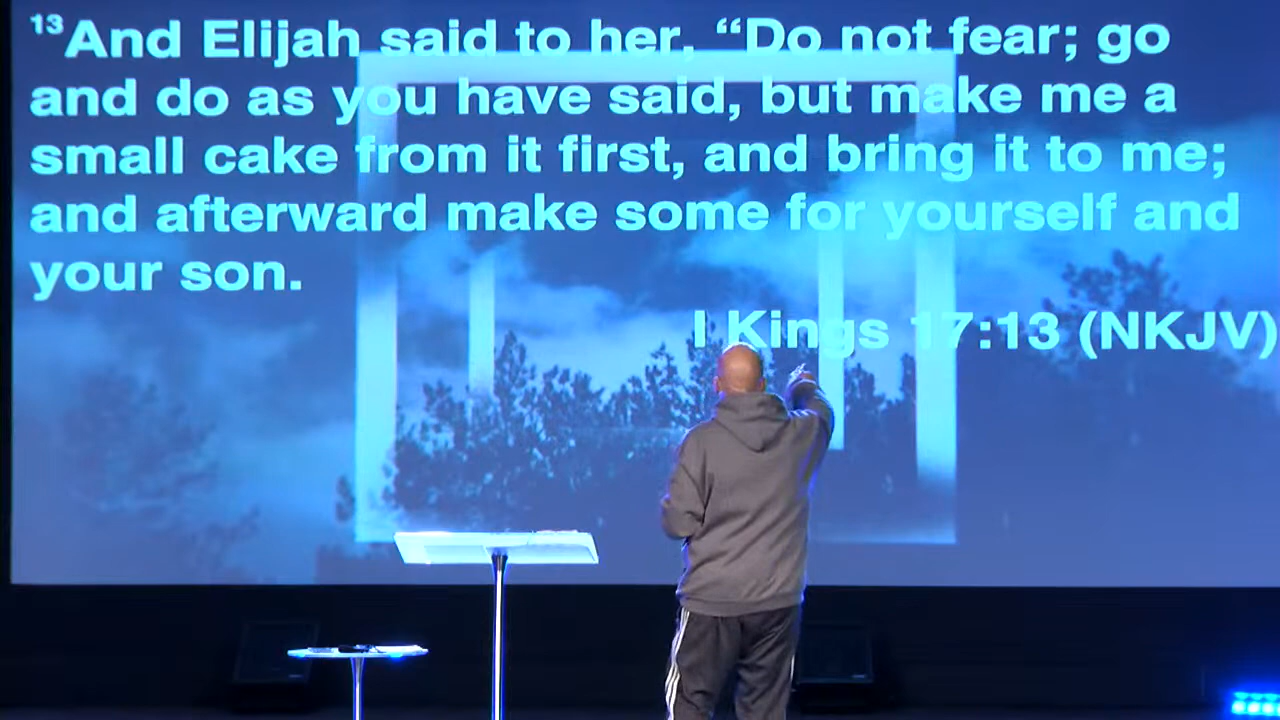 ¹³And Elijah said to her, “Do not fear; go
and do as you have said, but make me a
small cake from it first, and bring it to me;
and afterward make some for yourself and
your son.
I Kings 17:13 (NKJV)